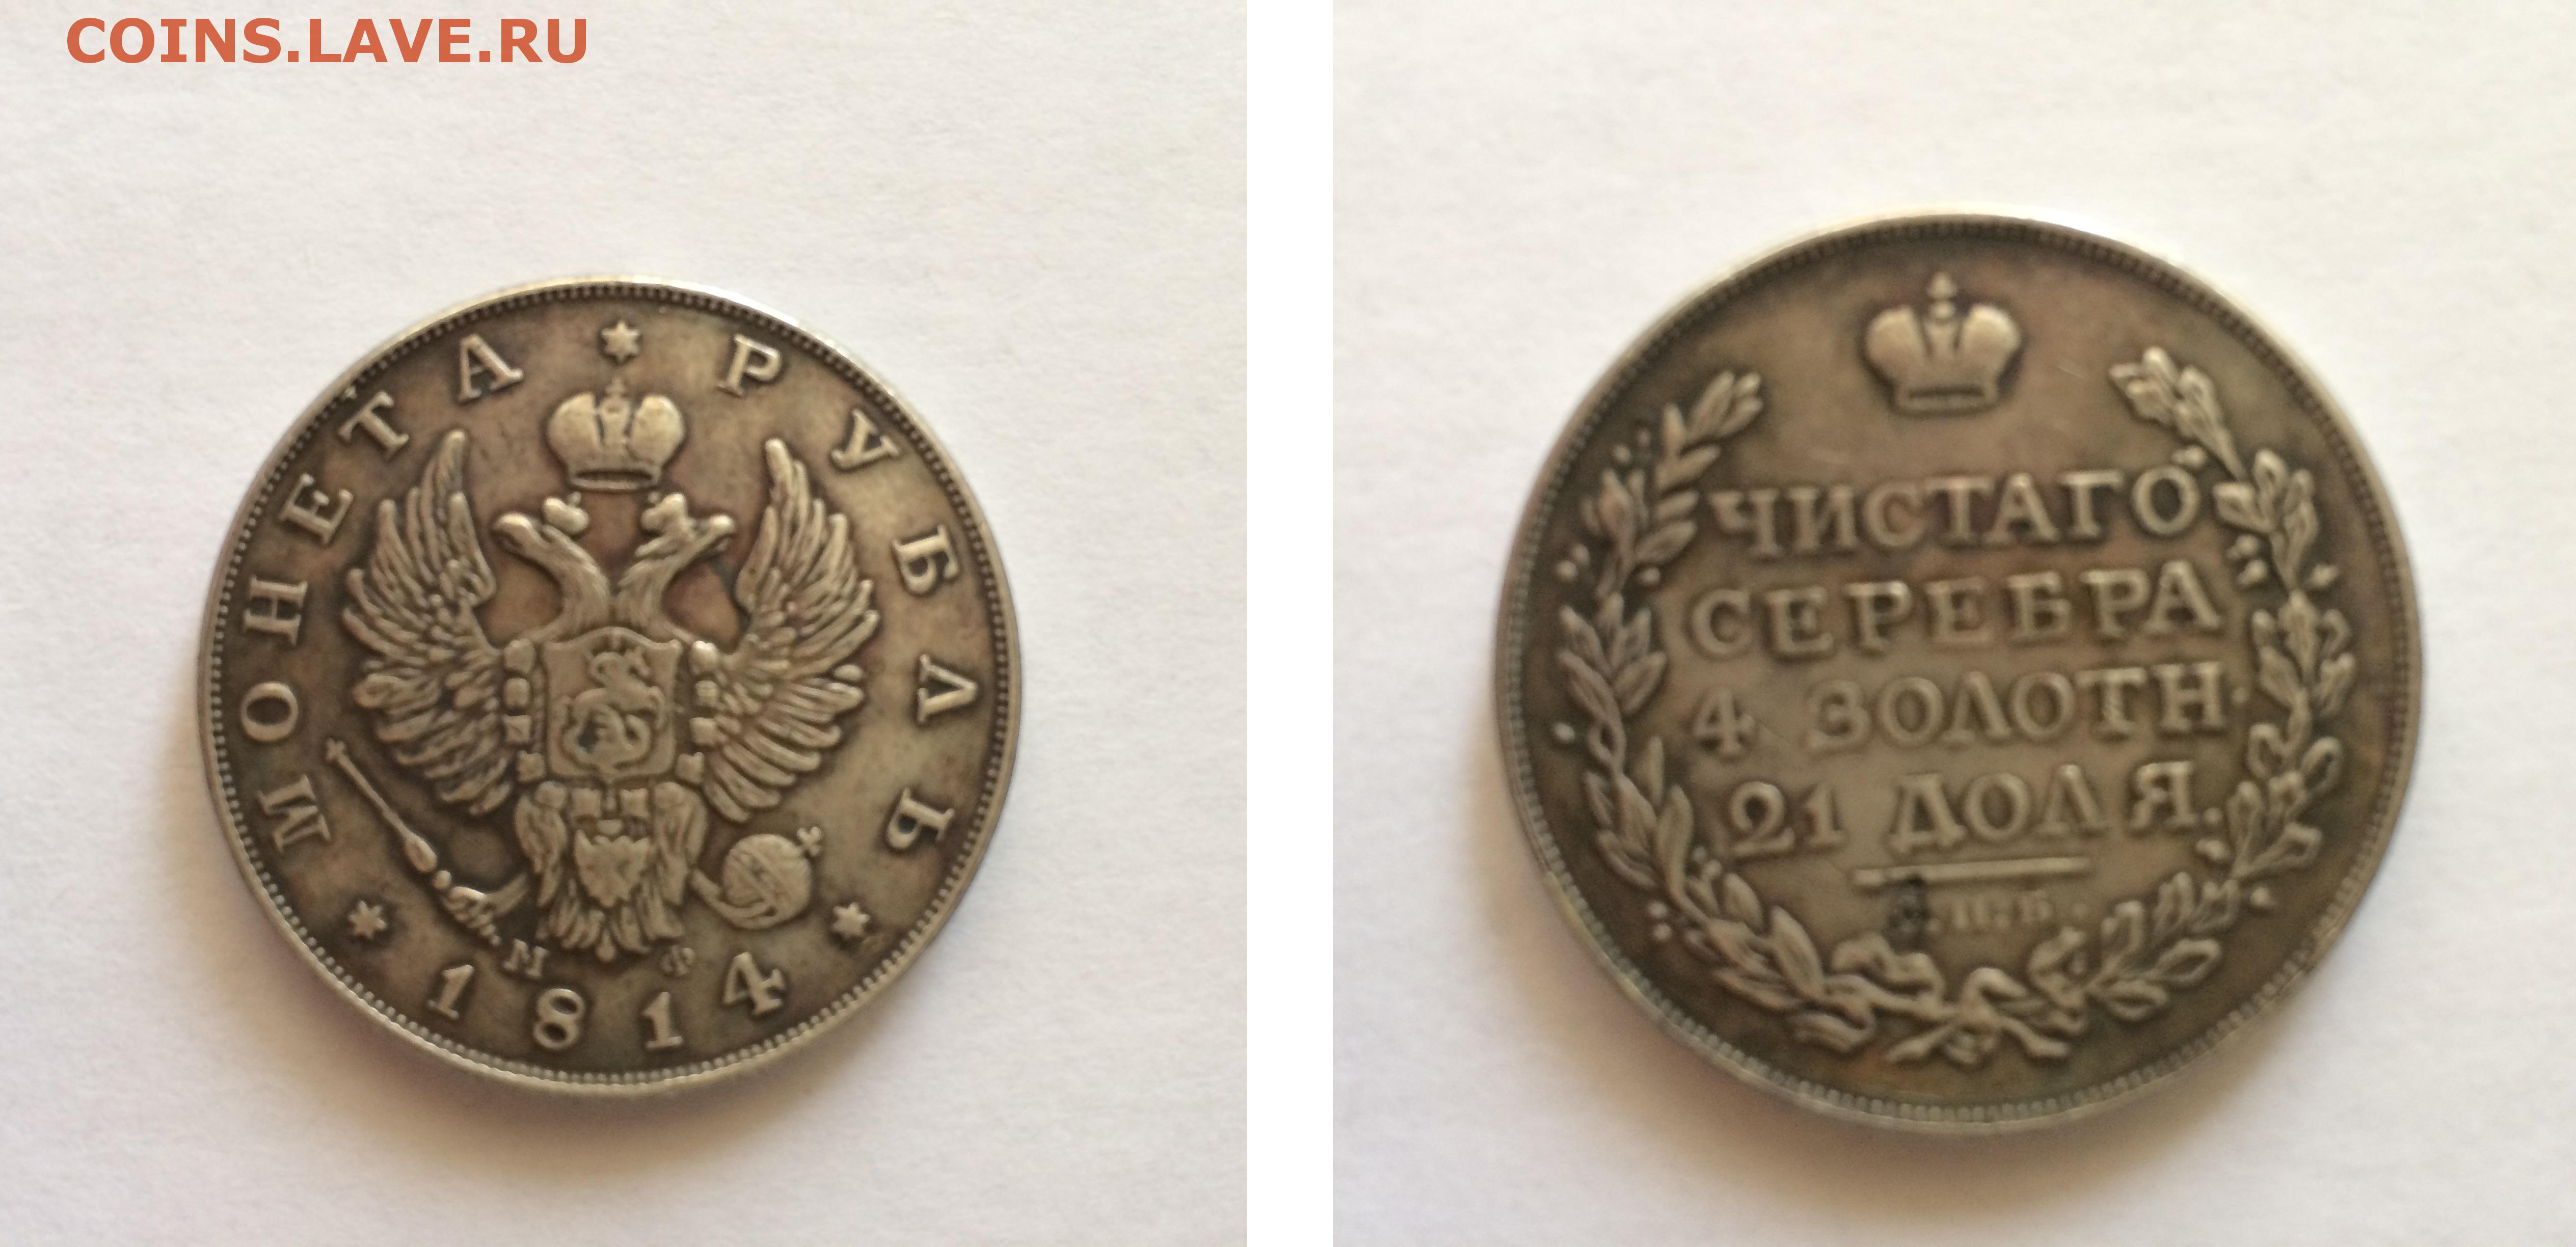 COINS.LAVE.RU
МОНЕТА * РУБЛЬ
* 1814 *
М Ф
ЧИСТАГО
СЕРЕБРА
4 ЗОЛОТН.
21 ДОЛЯ.
П. Б.